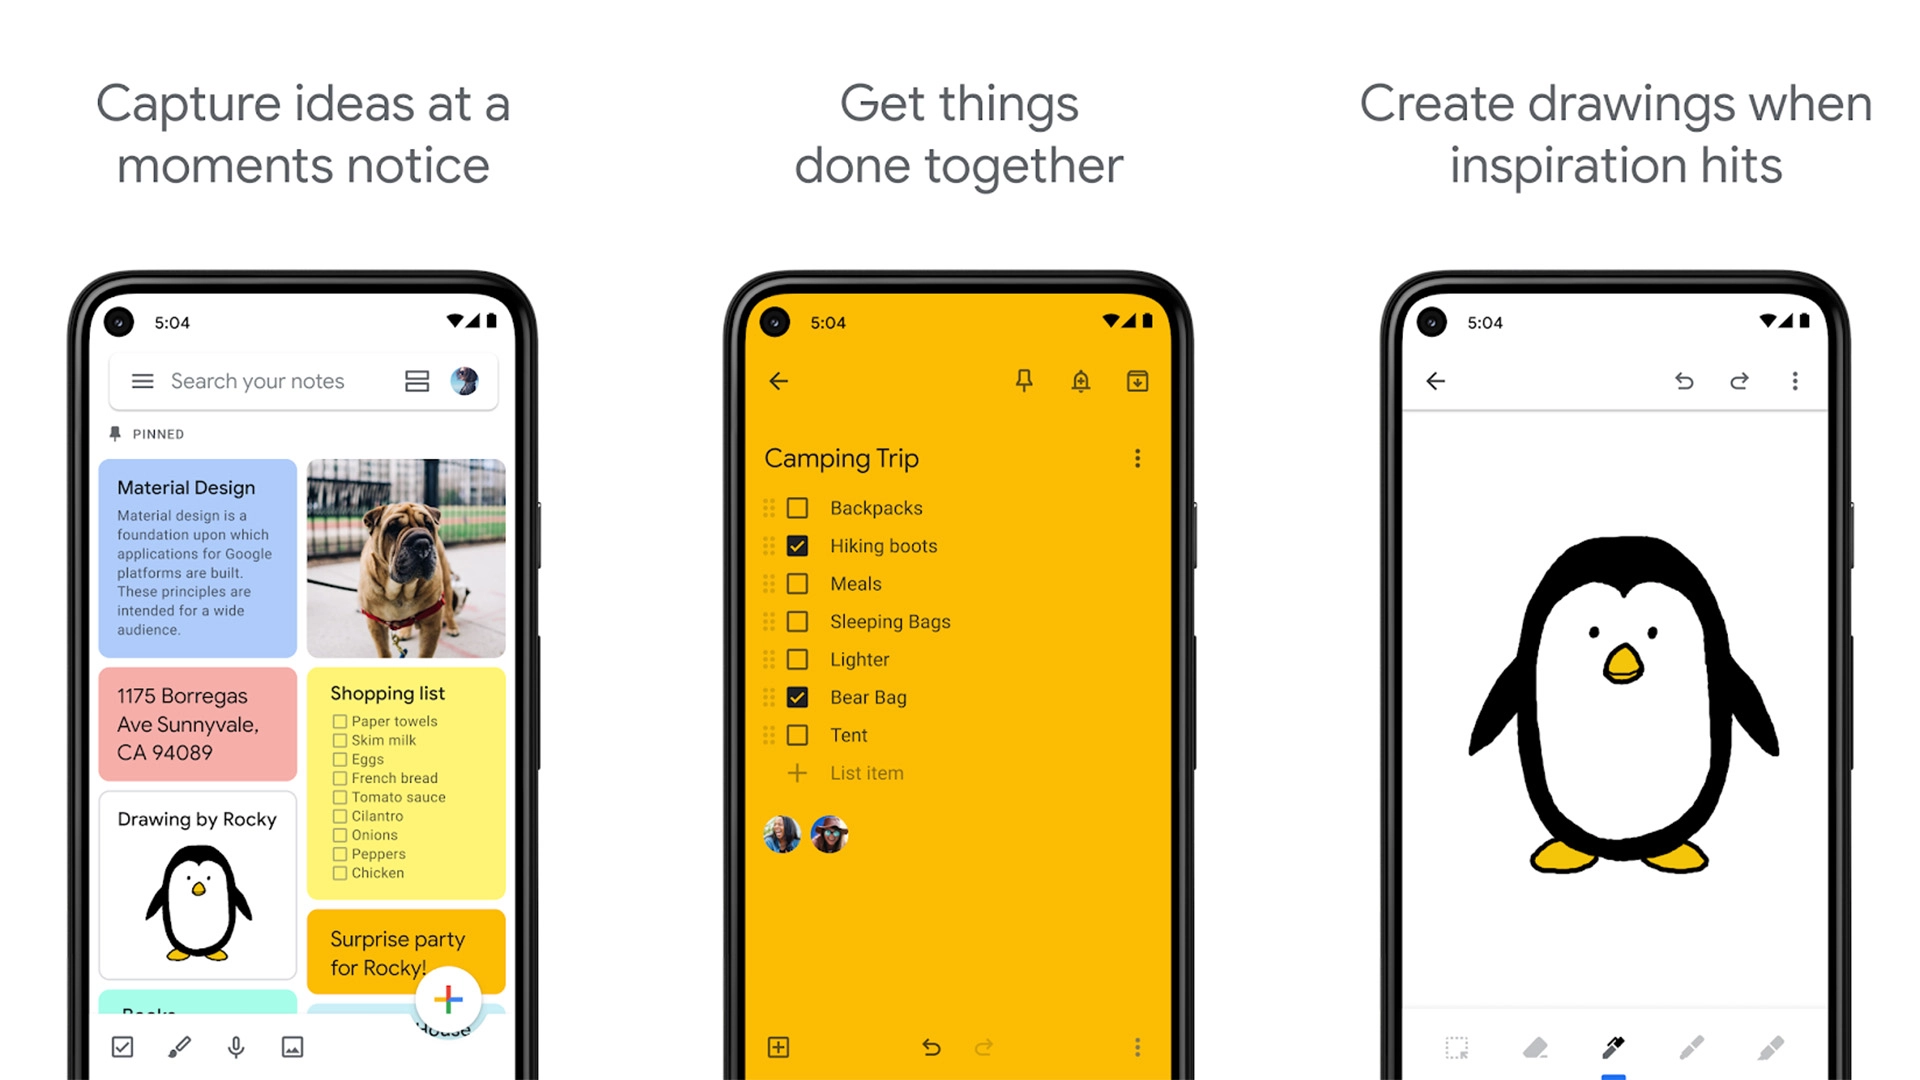 Capture ideas at a
moments notice
5:04
Search your notes
PINNED
Material Design
Material design is a
foundation upon which
applications for Google
platforms are built.
These principles are
intended for a wide
audience.
1175 Borregas
Ave Sunnyvale,
CA 94089
Drawing by Rocky
Shopping list
Paper towels
Skim milk
Eggs
French bread
Tomato sauce
Cilantro
Onions
Peppers
Chicken
Surprise party
for Rocky!
Books
House
Get things
done together
5:04
Camping Trip
Backpacks
Hiking boots
Meals
Sleeping Bags
Lighter
Bear Bag
Tent
List item
Create drawings when
inspiration hits
5:04